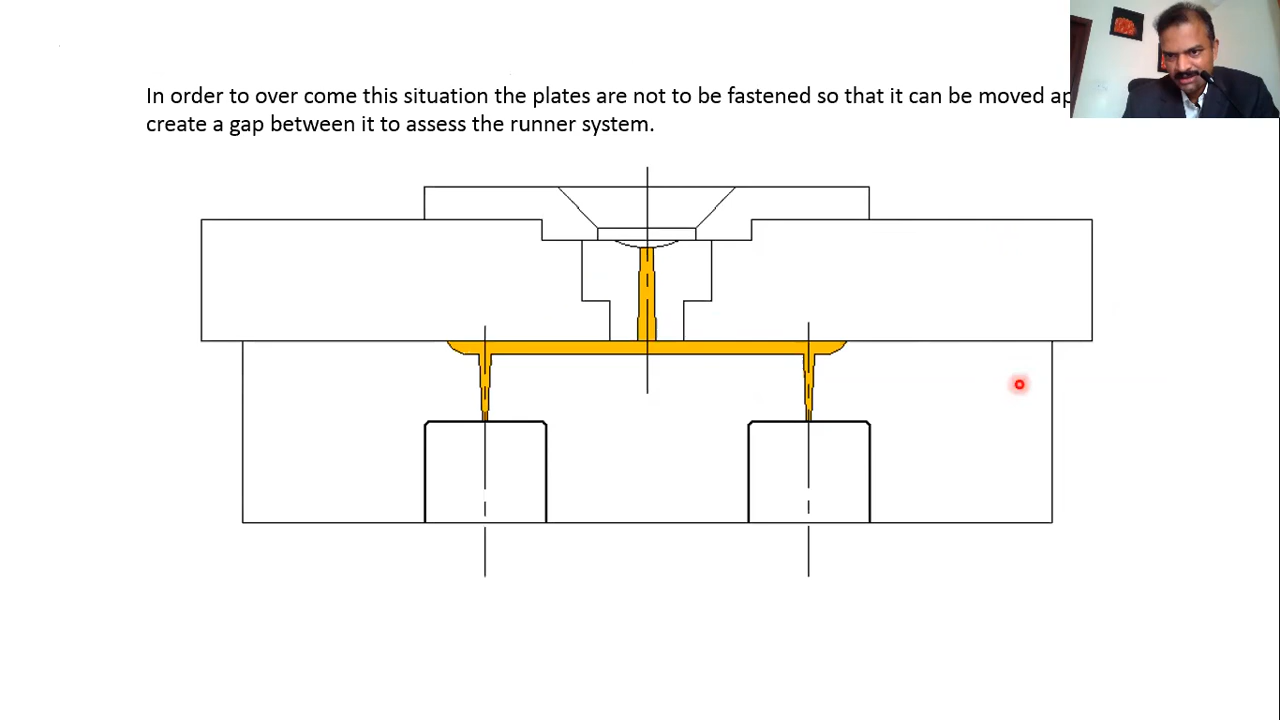 In order to over come this situation the plates are not to be fastened so that it can be moved
create a gap between it to assess the runner system.